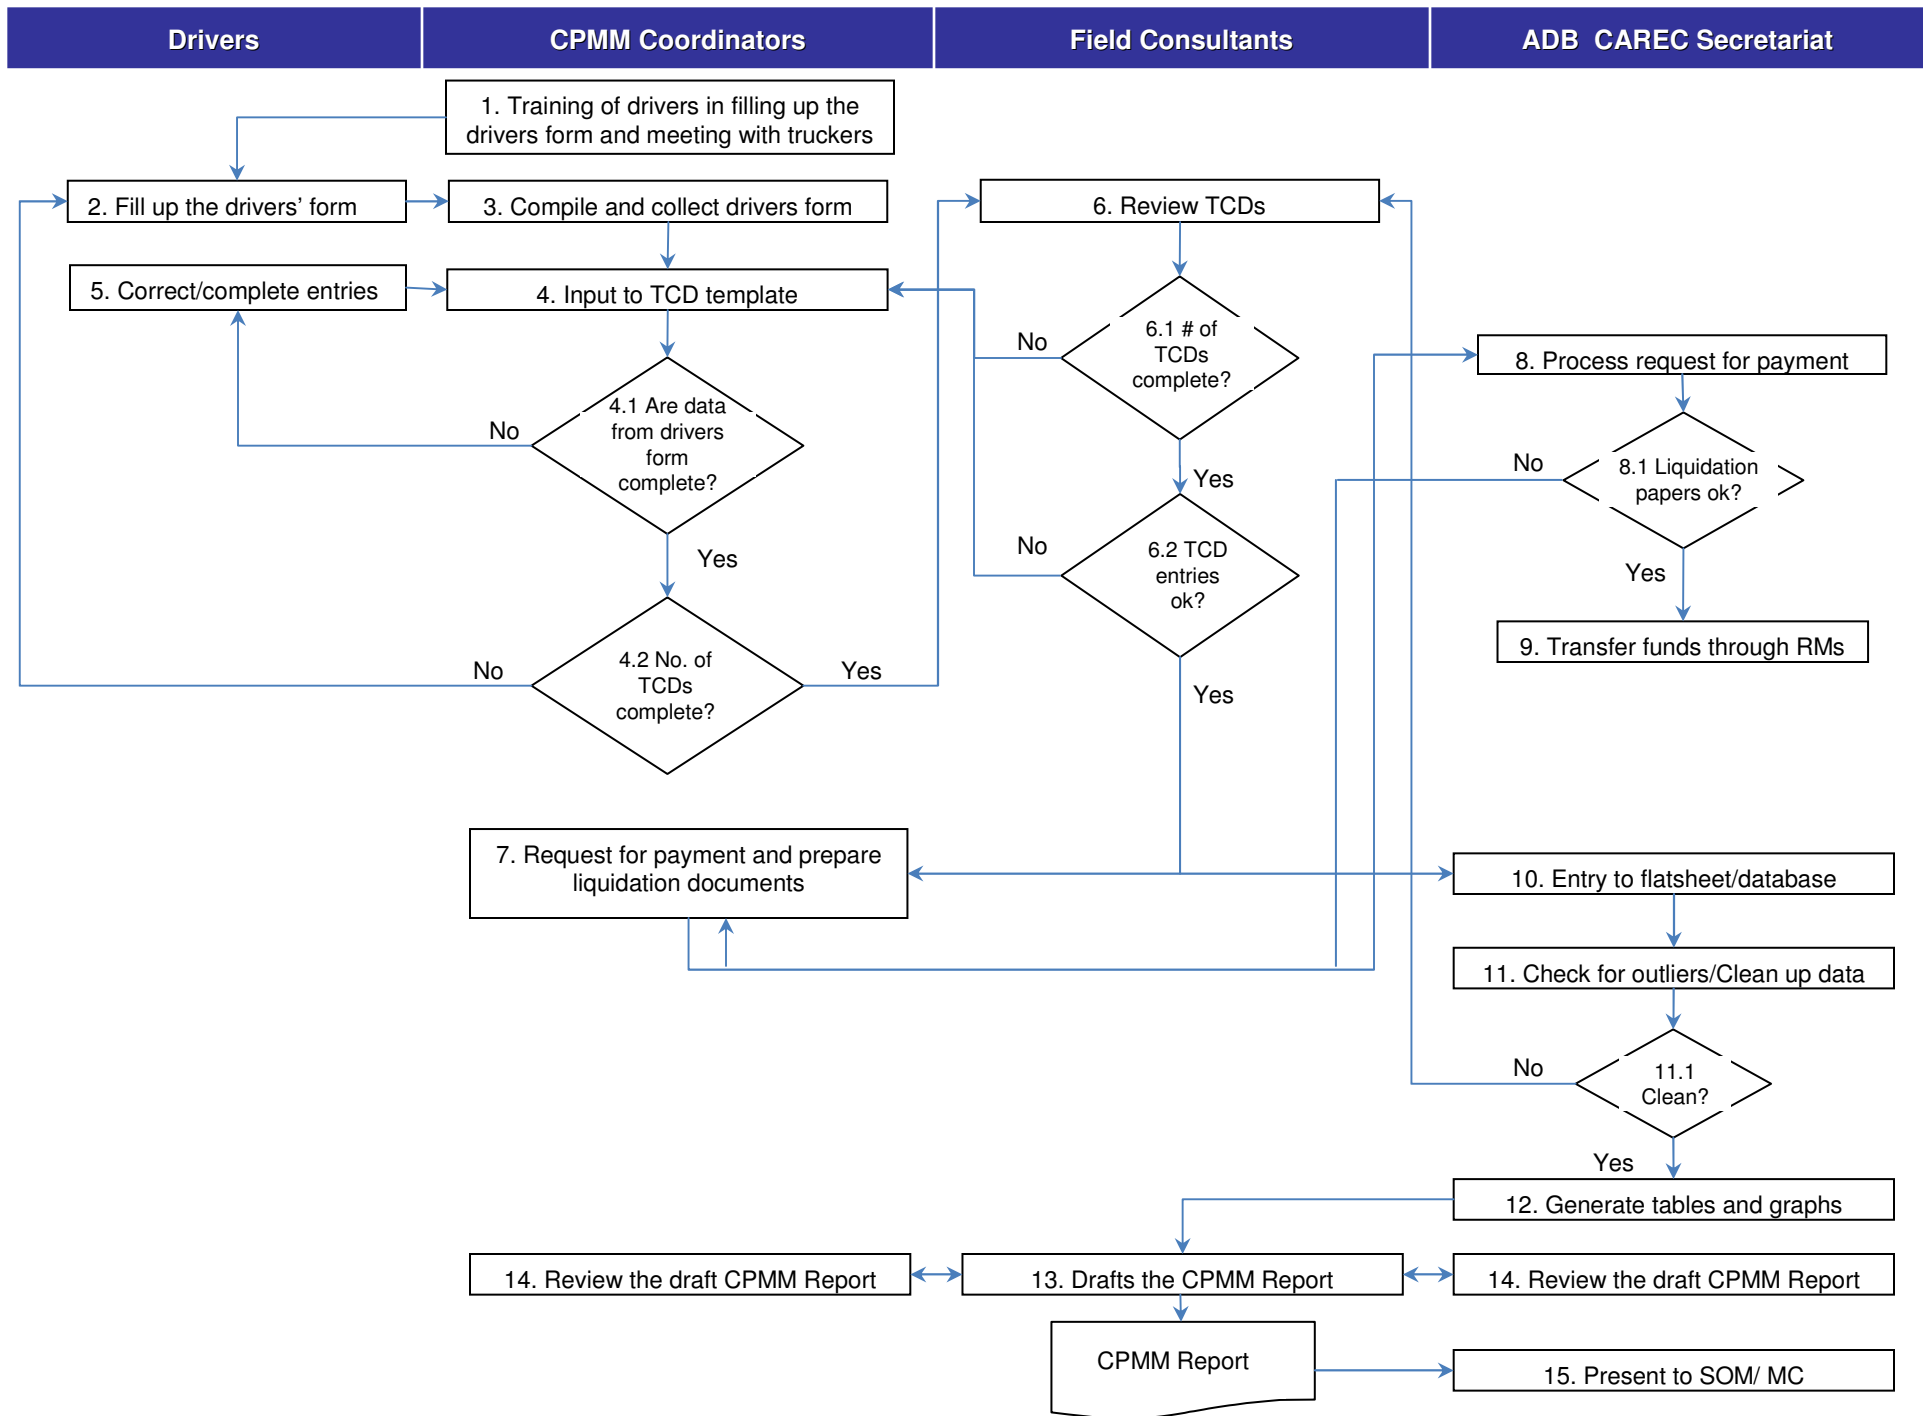 Drivers
CPMM Coordinators
Field Consultants
ADB CAREC Secretariat
1. Training of drivers in filling up the
drivers form and meeting with truckers
2. Fill up the drivers’ form
3. Compile and collect drivers form
6. Review TCDs
5. Correct/complete entries
4. Input to TCD template
6.1 # of
TCDs
complete?
No
8. Process request for payment
4.1 Are data
from drivers
form
complete?
No
Yes
No
8.1 Liquidation
papers ok?
Yes
No
6.2 TCD
entries
ok?
Yes
9. Transfer funds through RMs
No
4.2 No. of
TCDs
complete?
Yes
Yes
7. Request for payment and prepare
liquidation documents
10. Entry to flatsheet/database
11. Check for outliers/Clean up data
No
11.1
Clean?
Yes
12. Generate tables and graphs
14. Review the draft CPMM Report
13. Drafts the CPMM Report
14. Review the draft CPMM Report
CPMM Report
15. Present to SOM/ MC